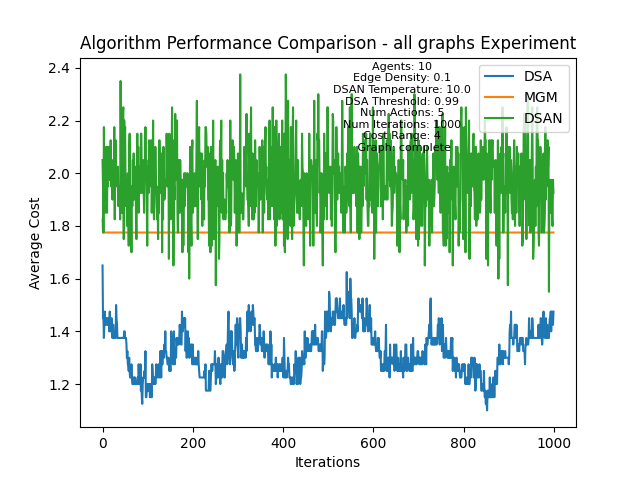 Algorithm Performance Comparison - all graphs Experiment
Agents: 10
Edge Density: 0.1
DSAN Temperature: 10.0
DSA Threshold: 0.99
Num Actions: 5
Num Iterations: 1000
Cost Range: 4
Graph: complete
DSA
MGM
DSAN
2.4
2.2
2.0
1.8
1.6
1.4
1.2
Average Cost
0
200
400
600
800
1000
Iterations